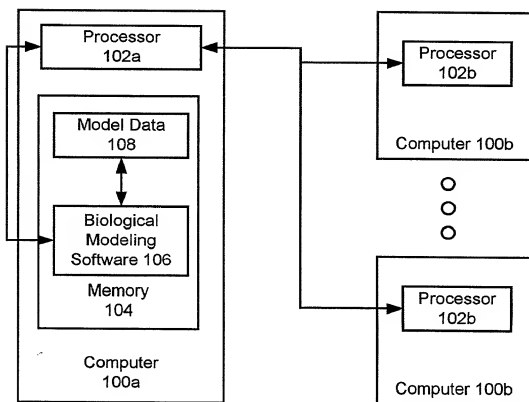 Processor
102a
Model Data
108
Biological
Modeling
Software 106
Memory
104
Computer
100a
Processor
102b
Computer 100b
Processor
102b
Computer 100b